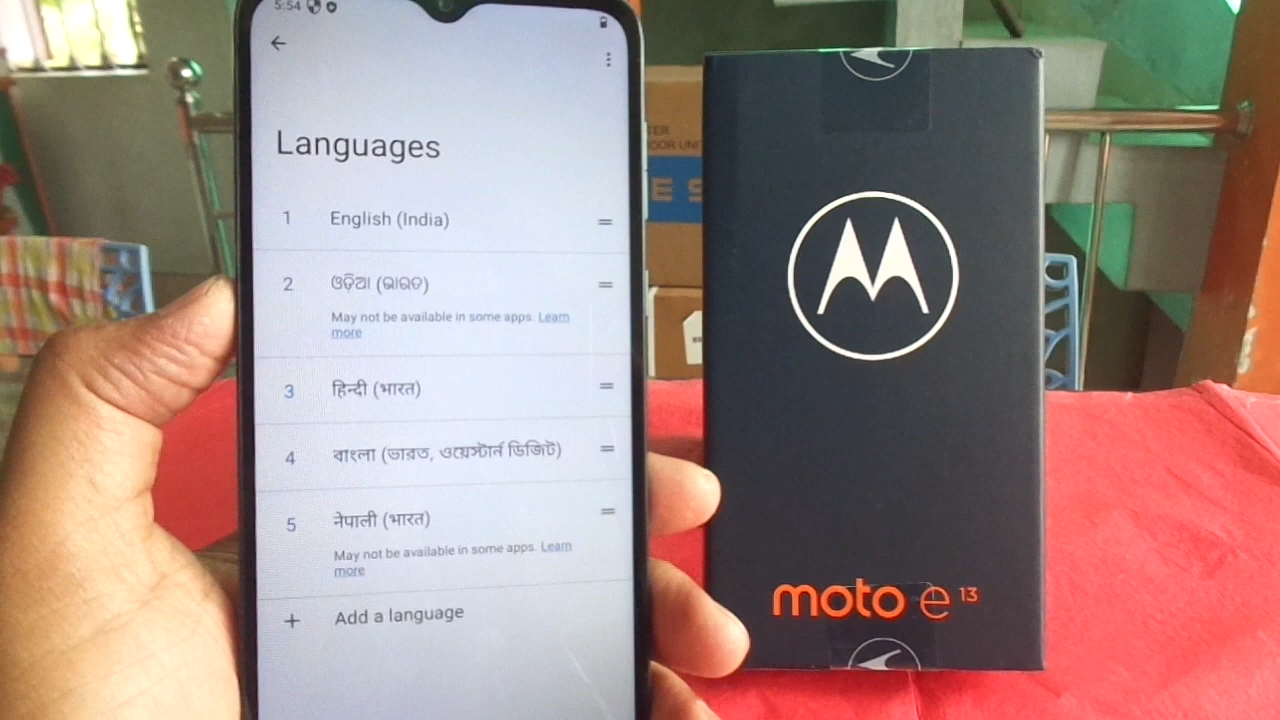 5:54
Languages
1 English (India)
2 ଓଡ଼ିଆ (ଭାରତ)
May not be available in some apps. Learn
more
3 हिन्दी (भारत)
4 বাংলা (ভারত, ওয়েস্টার্ন ডিজিট)
5 नेपाली (भारत)
May not be available in some apps. Learn
more
+ Add a language
moto e 13